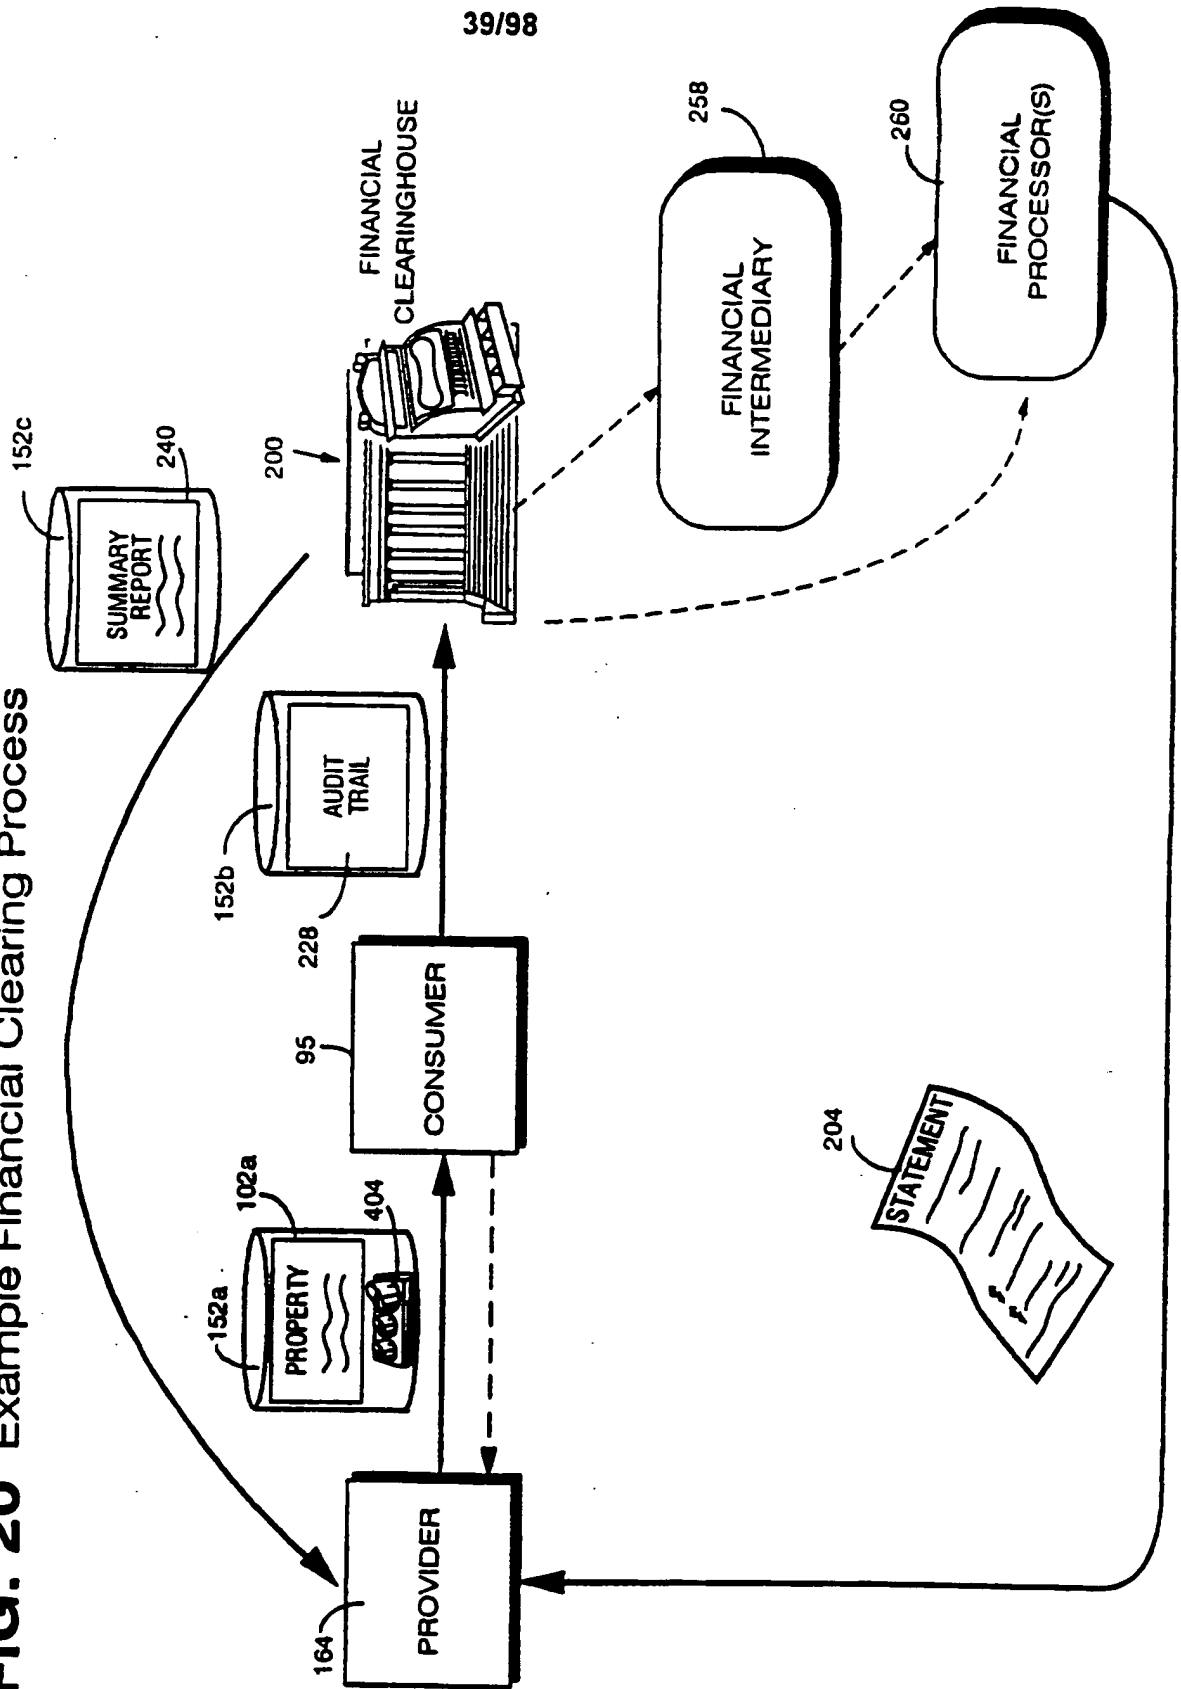 39/98
FIG. 20 Example Financial Clearing Process
152c
SUMMARY
REPORT
240
200
FINANCIAL
CLEARINGHOUSE
152b
AUDIT
TRAIL
228
258
FINANCIAL
INTERMEDIARY
260
FINANCIAL
PROCESSOR(S)
152a
PROPERTY
102a
404
95
CONSUMER
164
PROVIDER
204
STATEMENT